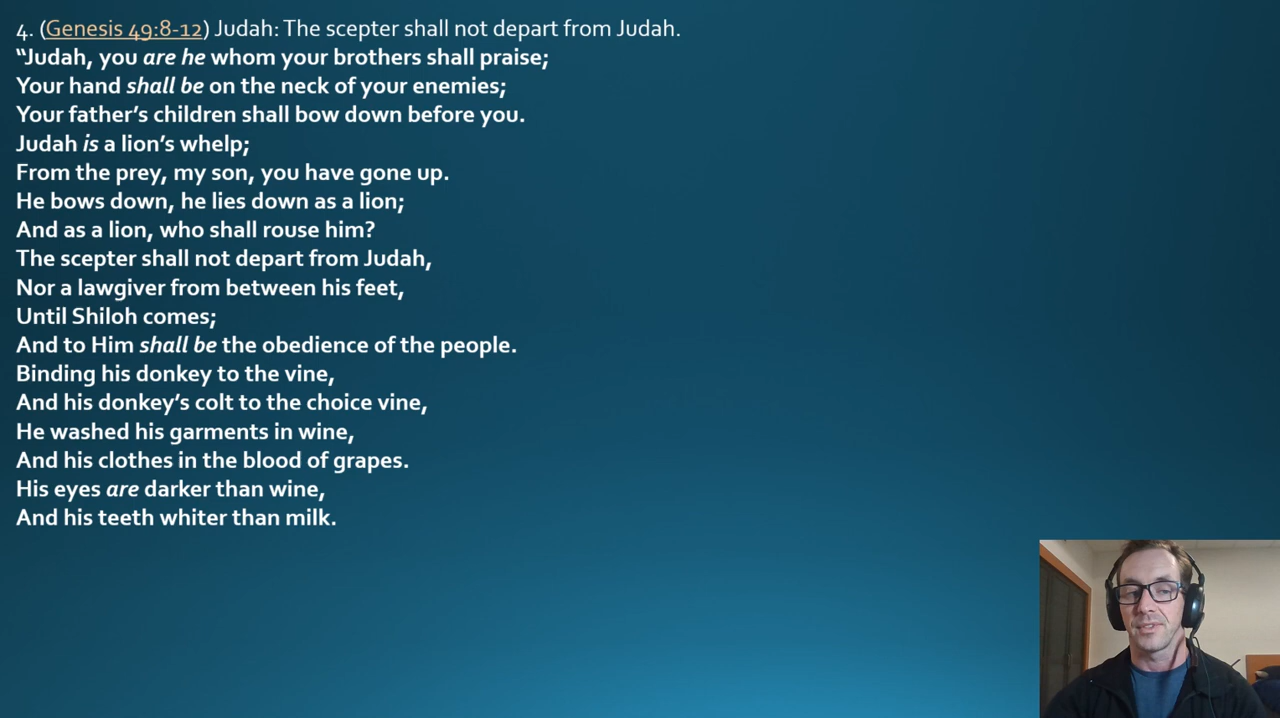 4. (Genesis 49:8-12) Judah: The scepter shall not depart from Judah.
“Judah, you are he whom your brothers shall praise;
Your hand shall be on the neck of your enemies;
Your father’s children shall bow down before you.
Judah is a lion’s whelp;
From the prey, my son, you have gone up.
He bows down, he lies down as a lion;
And as a lion, who shall rouse him?
The scepter shall not depart from Judah,
Nor a lawgiver from between his feet,
Until Shiloh comes;
And to Him shall be the obedience of the people.
Binding his donkey to the vine,
And his donkey’s colt to the choice vine,
He washed his garments in wine,
And his clothes in the blood of grapes.
His eyes are darker than wine,
And his teeth whiter than milk.